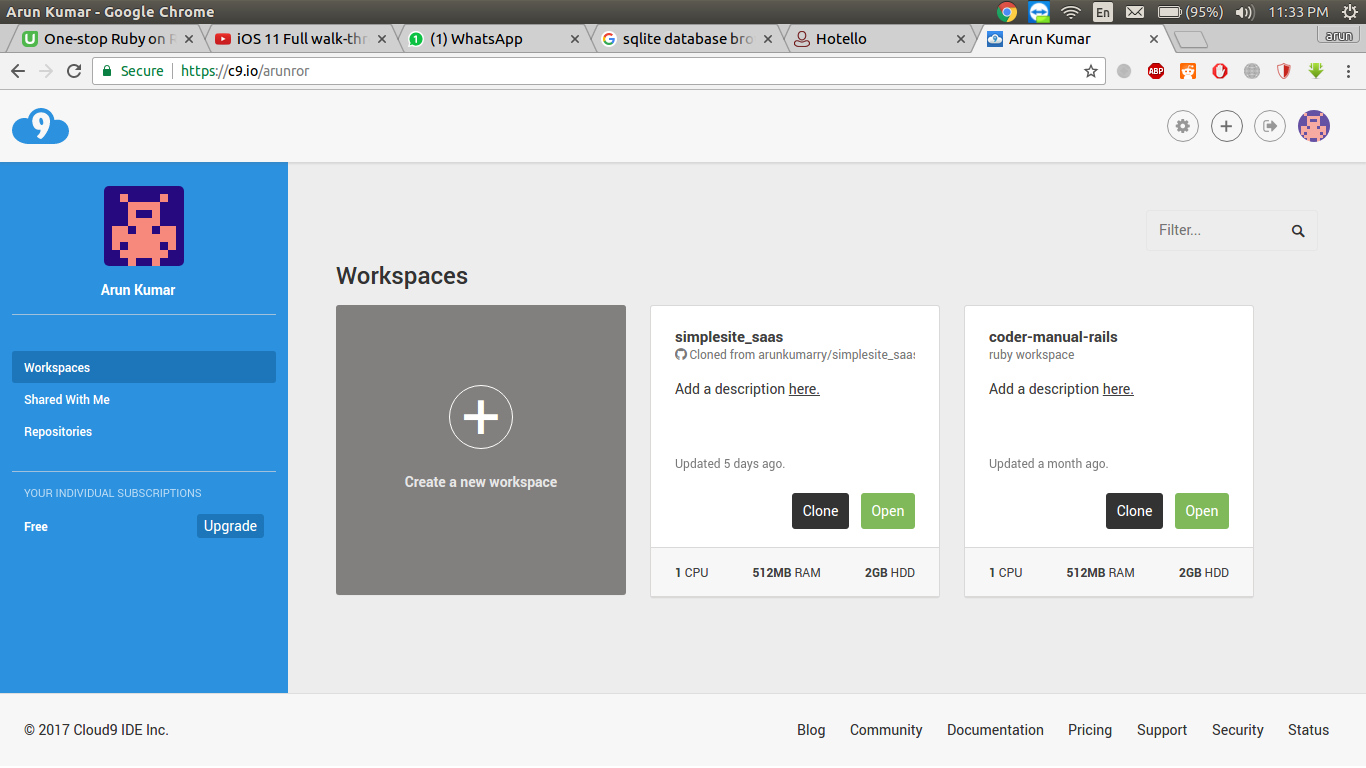 Arun Kumar - Google Chrome
En (95%) 11:33 PM
One-stop Ruby on R
iOS 11 Full walk-thr
(1) WhatsApp
sqlite database bro
Hotello
Arun Kumar
arun
Secure https://c9.io/arunror
ABP
9
Filter...
Arun Kumar
Workspaces
Shared With Me
Repositories
YOUR INDIVIDUAL SUBSCRIPTIONS
Free Upgrade
Workspaces
Create a new workspace
simplesite_saas
Cloned from arunkumarry/simplesite_saas
Add a description here.
Updated 5 days ago.
Clone Open
1 CPU 512MB RAM 2GB HDD
coder-manual-rails
ruby workspace
Add a description here.
Updated a month ago.
Clone Open
1 CPU 512MB RAM 2GB HDD
© 2017 Cloud9 IDE Inc.
Blog Community Documentation Pricing Support Security Status